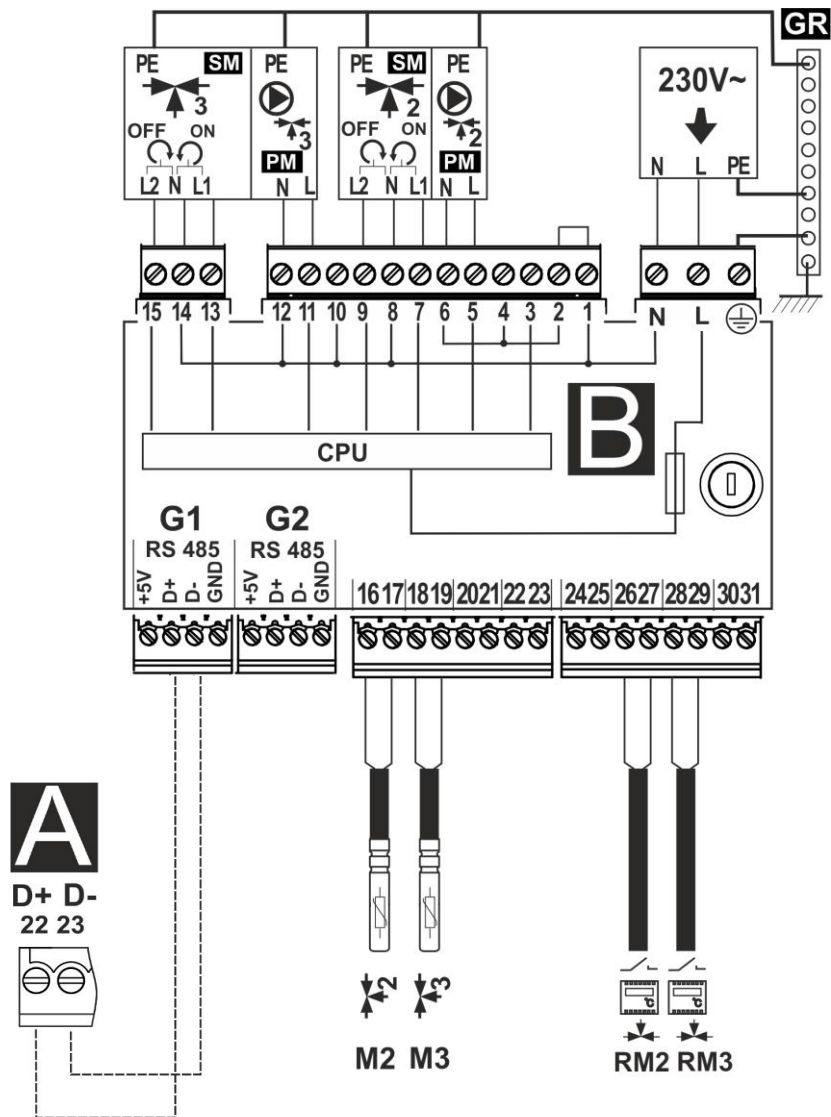 GR
PE SM PE PE SM PE 230V~
3 3 2 2
OFF ON OFF ON
PM PM N L PE
L2 N L1 N L L2 N L1 N L
15 14 13 12 11 10 9 8 7 6 5 4 3 2 1 N L
B
CPU
G1 G2
RS 485 RS 485
+5V D+ D- GND +5V D+ D- GND 16 17 18 19 20 21 22 23 24 25 26 27 28 29 30 31
A
D+ D-
22 23
2 3
°C °C
M2 M3 RM2 RM3